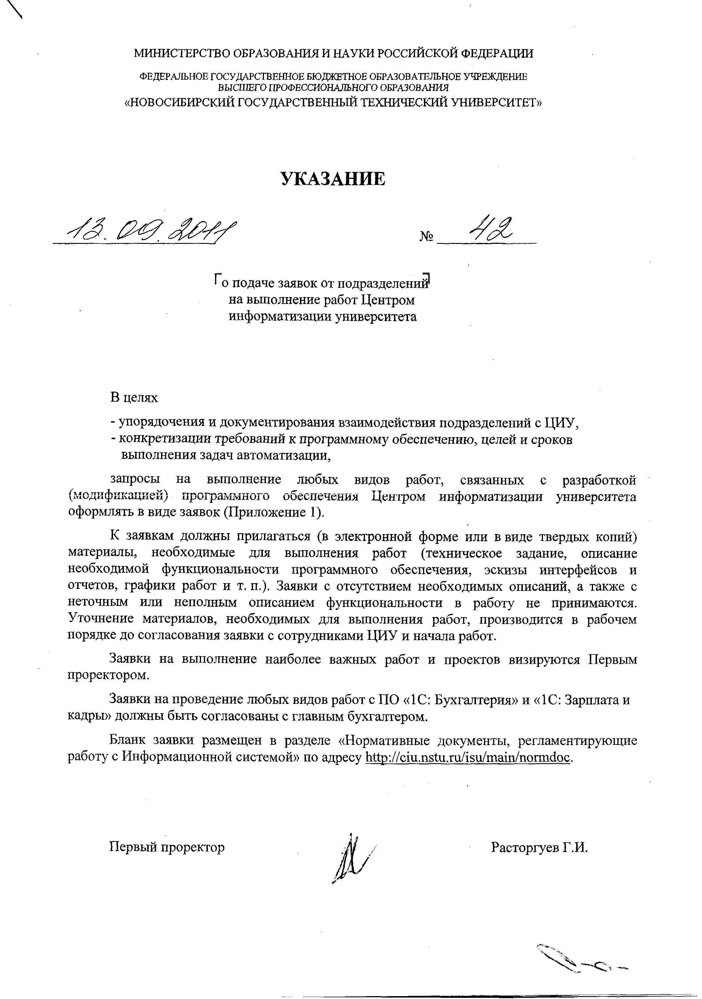 МИНИСТЕРСТВО ОБРАЗОВАНИЯ И НАУКИ РОССИЙСКОЙ ФЕДЕРАЦИИ
ФЕДЕРАЛЬНОЕ ГОСУДАРСТВЕННОЕ БЮДЖЕТНОЕ ОБРАЗОВАТЕЛЬНОЕ УЧРЕЖДЕНИЕ
ВЫСШЕГО ПРОФЕССИОНАЛЬНОГО ОБРАЗОВАНИЯ
«НОВОСИБИРСКИЙ ГОСУДАРСТВЕННЫЙ ТЕХНИЧЕСКИЙ УНИВЕРСИТЕТ»
УКАЗАНИЕ
13.09.2011 № 42
о подаче заявок от подразделений
на выполнение работ Центром
информатизации университета
В целях
- упорядочения и документирования взаимодействия подразделений с ЦИУ,
- конкретизации требований к программному обеспечению, целей и сроков
выполнения задач автоматизации,
запросы на выполнение любых видов работ, связанных с разработкой
(модификацией) программного обеспечения Центром информатизации университета
оформлять в виде заявок (Приложение 1).
К заявкам должны прилагаться (в электронной форме или в виде твердых копий)
материалы, необходимые для выполнения работ (техническое задание, описание
необходимой функциональности программного обеспечения, эскизы интерфейсов и
отчетов, графики работ и т. п.). Заявки с отсутствием необходимых описаний, а также с
неточным или неполным описанием функциональности в работу не принимаются.
Уточнение материалов, необходимых для выполнения работ, производится в рабочем
порядке до согласования заявки с сотрудниками ЦИУ и начала работ.
Заявки на выполнение наиболее важных работ и проектов визируются Первым
проректором.
Заявки на проведение любых видов работ с ПО «1С: Бухгалтерия» и «1С: Зарплата и
кадры» должны быть согласованы с главным бухгалтером.
Бланк заявки размещен в разделе «Нормативные документы, регламентирующие
работу с Информационной системой» по адресу http://ciu.nstu.ru/isu/main/normdoc.
Первый проректор Расторгуев Г.И.